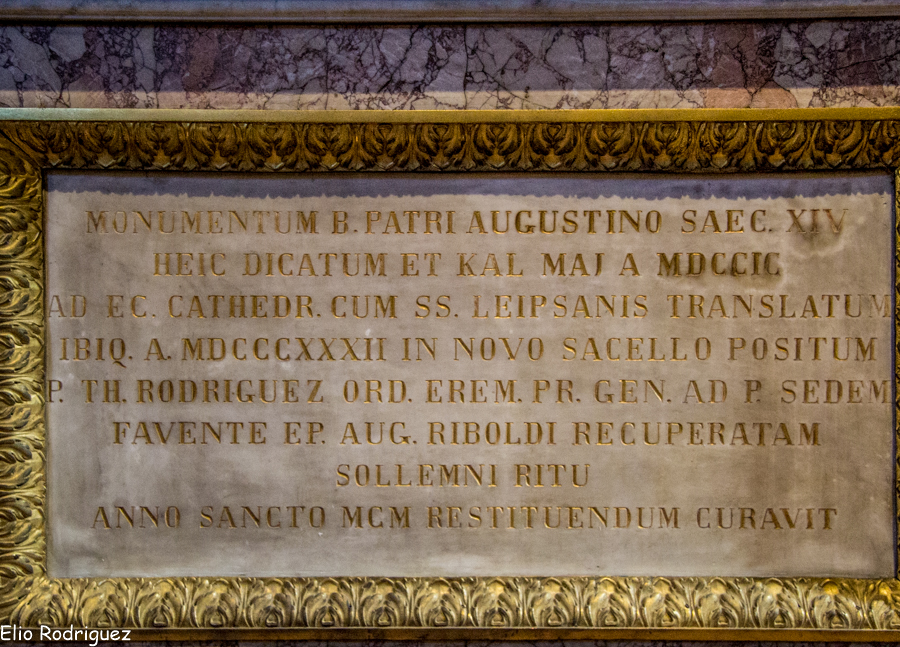 MONUMENTUM B. PATRI AUGUSTINO SAEC. XIV
HEIC DICATUM ET KAL MAJ A MDCCIC
AD EC. CATHEDR. CUM SS. LEIPSANIS TRANSLATUM
IBIQ. A. MDCCCXXXII IN NOVO SACELLO POSITUM
P. TH. RODRIGUEZ ORD. EREM. PR. GEN. AD P. SEDEM
FAVENTE EP. AUG. RIBOLDI RECUPERATAM
SOLLEMNI RITU
ANNO SANCTO MCM RESTITUENDUM CURAVIT
Elio Rodriguez